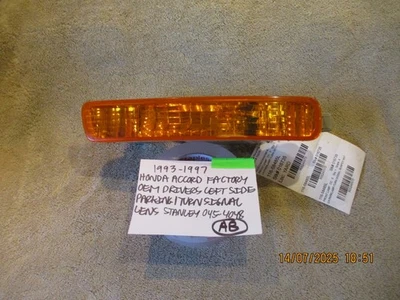 1993-1997
HONDA ACCORD FACTORY
OEM DRIVERS LEFT SIDE
PARKING/TURN SIGNAL
LENS STANLEY 045-4048
AB
14/07/2025 10:51